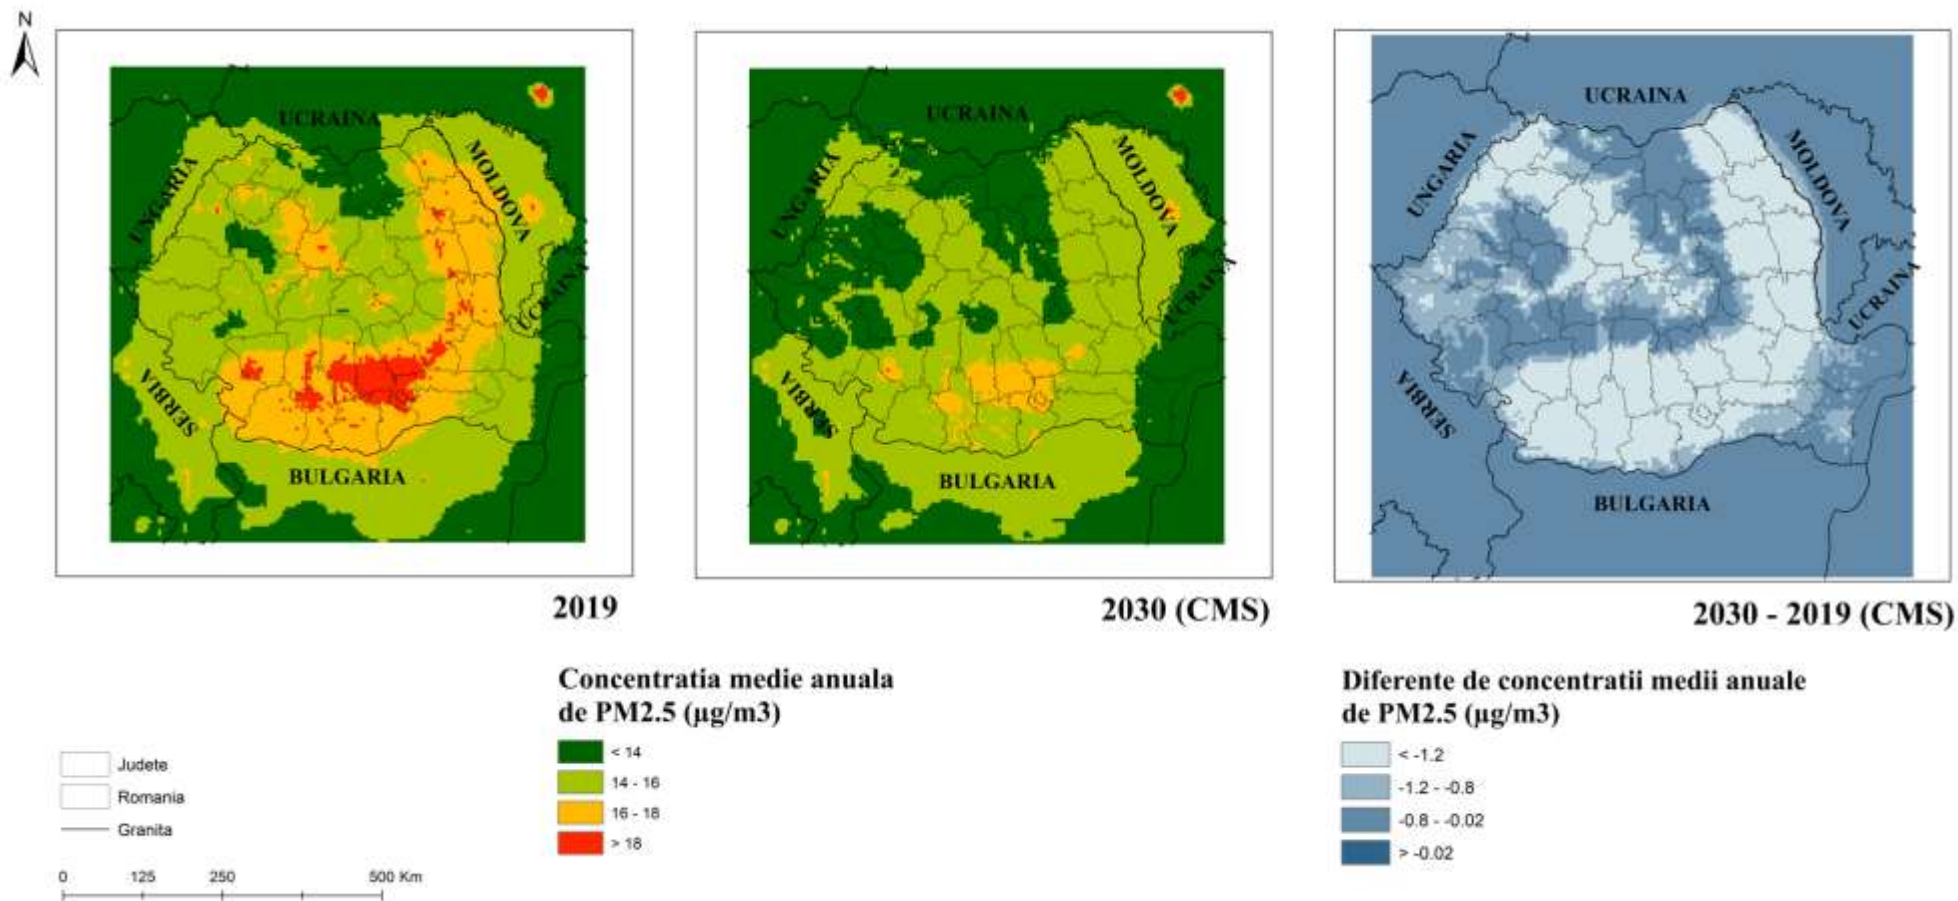 N
UCRAINA
UNGARIA
MOLDOVA
UCRAINA
SERBIA
BULGARIA
2019
UCRAINA
UNGARIA
MOLDOVA
UCRAINA
SERBIA
BULGARIA
2030 (CMS)
UCRAINA
UNGARIA
MOLDOVA
UCRAINA
SERBIA
BULGARIA
2030 - 2019 (CMS)
Judete
Romania
Granita
0 125 250 500 Km
Concentratia medie anuala
de PM2.5 (µg/m3)
< 14
14 - 16
16 - 18
> 18
Diferente de concentratii medii anuale
de PM2.5 (µg/m3)
< -1.2
-1.2 - -0.8
-0.8 - -0.02
> -0.02